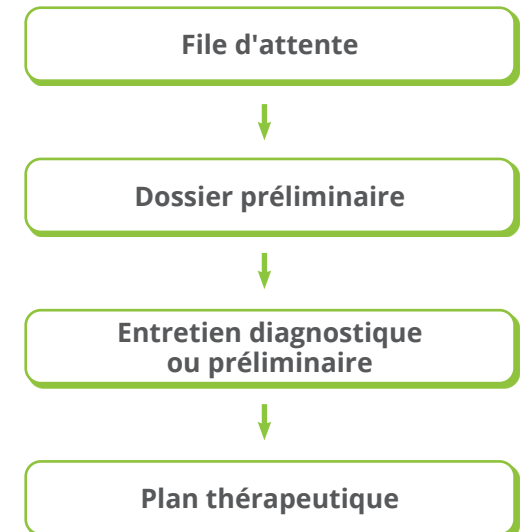 File d'attente
Dossier préliminaire
Entretien diagnostique
ou préliminaire
Plan thérapeutique